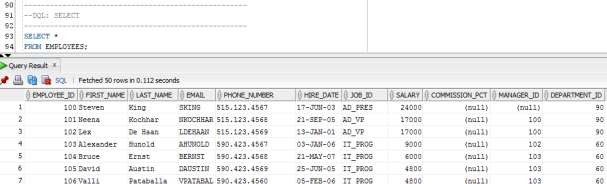 90 --------------------------------------------------
91 --DQL: SELECT
92 --------------------------------------------------
93 SELECT *
94 FROM EMPLOYEES;
Query Result x
SQL | Fetched 50 rows in 0.112 seconds
EMPLOYEE_ID FIRST_NAME LAST_NAME EMAIL PHONE_NUMBER HIRE_DATE JOB_ID SALARY COMMISSION_PCT MANAGER_ID DEPARTMENT_ID
1 100 Steven King SKING 515.123.4567 17-JUN-03 AD_PRES 24000 (null) (null) 90
2 101 Neena Kochhar NKOCHHAR 515.123.4568 21-SEP-05 AD_VP 17000 (null) 100 90
3 102 Lex De Haan LDEHAAN 515.123.4569 13-JAN-01 AD_VP 17000 (null) 100 90
4 103 Alexander Hunold AHUNOLD 590.423.4567 03-JAN-06 IT_PROG 9000 (null) 102 60
5 104 Bruce Ernst BERNST 590.423.4568 21-MAY-07 IT_PROG 6000 (null) 103 60
6 105 David Austin DAUSTIN 590.423.4569 25-JUN-05 IT_PROG 4800 (null) 103 60
7 106 Valli Pataballa VPATABAL 590.423.4560 05-FEB-06 IT_PROG 4800 (null) 103 60